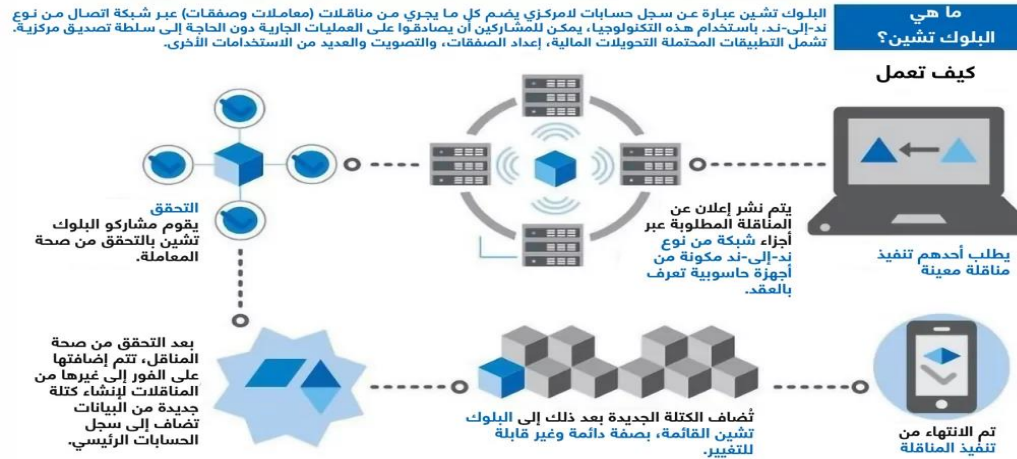 ما هي
البلوك تشين؟
البلوك تشين عبارة عن سجل حسابات لامركزي يضم كل ما يجري من مناقلات (معاملات وصفقات) عبر شبكة اتصال من نوع
ند-إلى-ند. باستخدام هذه التكنولوجيا، يمكن للمشاركين أن يصادقوا على العمليات الجارية دون الحاجة إلى سلطة تصديق مركزية.
تشمل التطبيقات المحتملة التحويلات المالية، إعداد الصفقات، والتصويت والعديد من الاستخدامات الأخرى.
كيف تعمل
يطلب أحدهم تنفيذ
مناقلة معينة
يتم نشر إعلان عن
المناقلة المطلوبة عبر
أجزاء شبكة من نوع
ند-إلى-ند مكونة من
أجهزة حاسوبية تعرف
بالعقد.
التحقق
يقوم مشاركو البلوك
تشين بالتحقق من صحة
المعاملة.
بعد التحقق من صحة
المناقل، تتم إضافتها
على الفور إلى غيرها من
المناقلات لإنشاء كتلة
جديدة من البيانات
تضاف إلى سجل
الحسابات الرئيسي.
تُضاف الكتلة الجديدة بعد ذلك إلى البلوك
تشين القائمة، بصفة دائمة وغير قابلة
للتغيير.
تم الانتهاء من
تنفيذ المناقلة